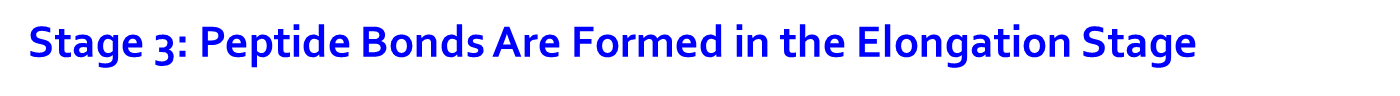 Stage 3: Peptide Bonds Are Formed in the Elongation Stage